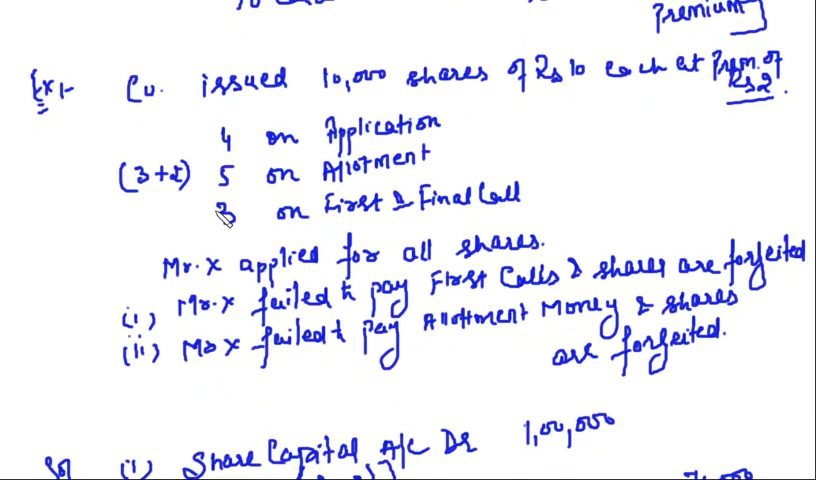 Premium]
Ex:- Co. issued 10,000 shares of Rs 10 each at Prem. of Rs 2.
4 on Application
(3+2) 5 on Allotment
3 on First & Final Call
Mr. X applied for all shares.
(i) Mr. X failed to pay First Calls & shares are forfeited
(ii) Mr X failed to pay Allotment Money & shares
are forfeited.
Sol (i) Share Capital A/c Dr 1,00,000